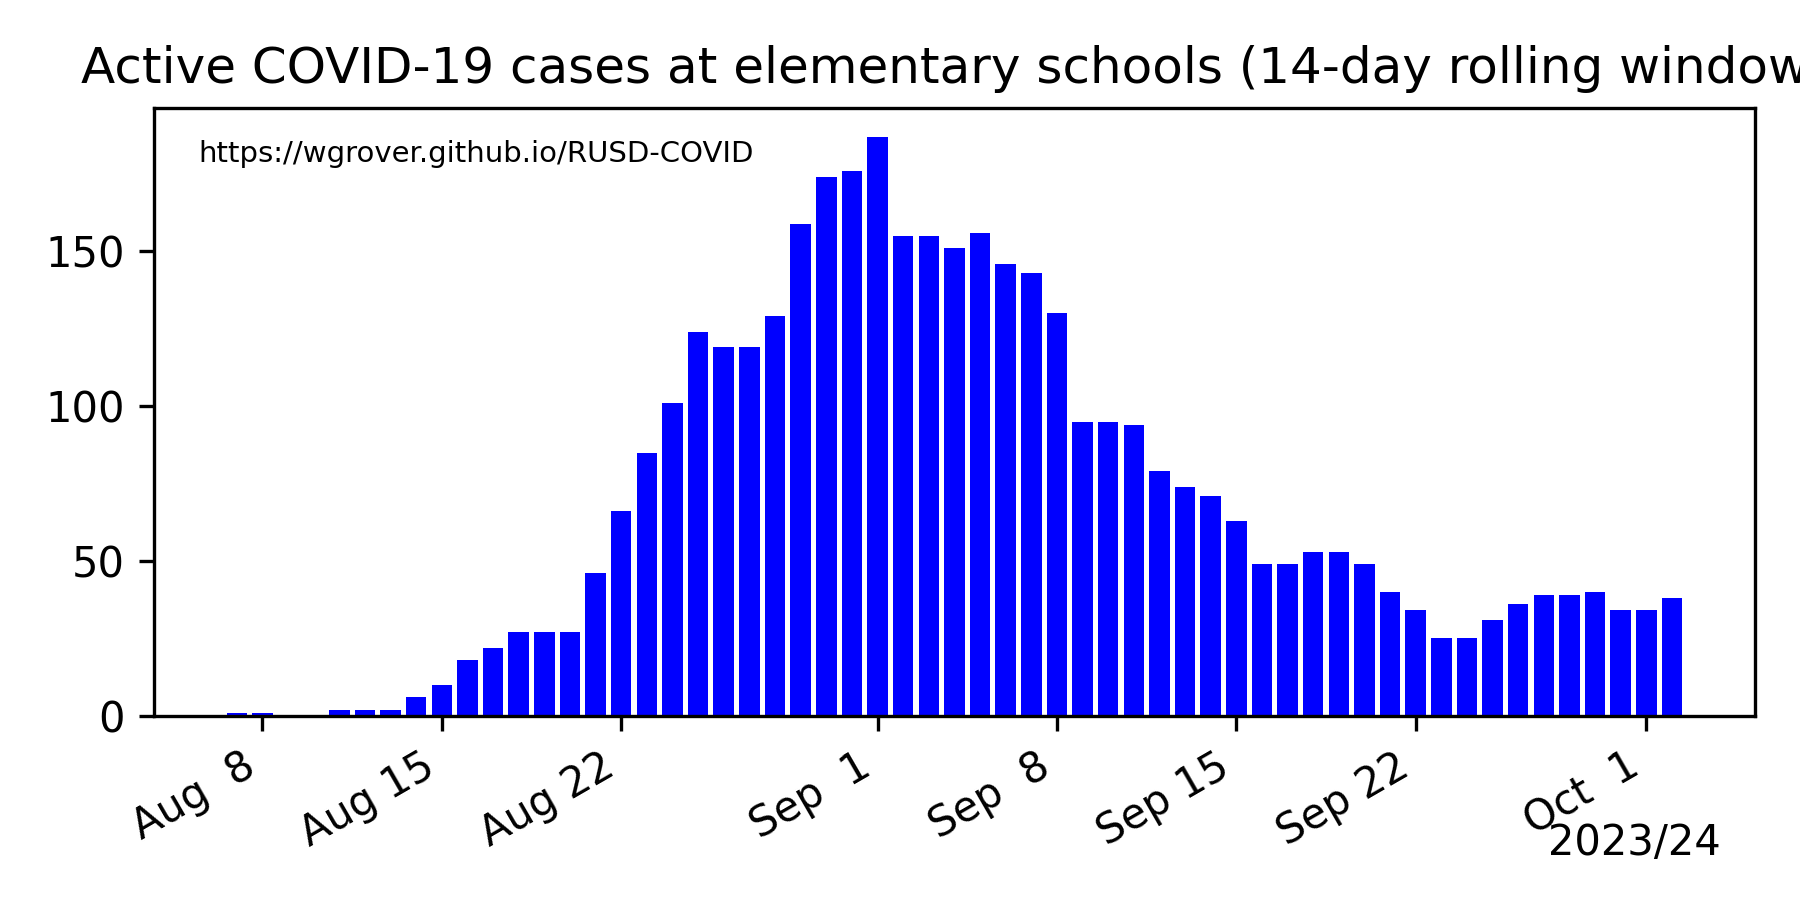 Active COVID-19 cases at elementary schools (14-day rolling window
https://wgrover.github.io/RUSD-COVID
150
100
50
0
Aug 8
Aug 15
Aug 22
Sep 1
Sep 8
Sep 15
Sep 22
Oct 1
2023/24